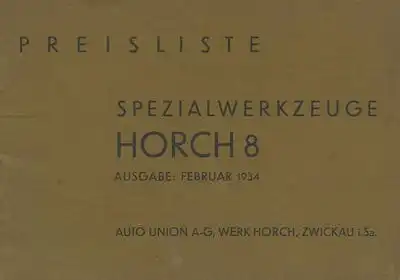 PREISLISTE
SPEZIALWERKZEUGE
HORCH 8
AUSGABE: FEBRUAR 1934
AUTO UNION A-G, WERK HORCH, ZWICKAU i. Sa.